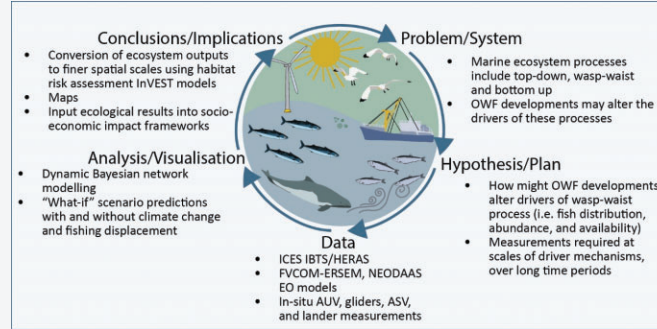 Conclusions/Implications
• Conversion of ecosystem outputs
to finer spatial scales using habitat
risk assessment InVEST models
• Maps
• Input ecological results into socio-
economic impact frameworks
Problem/System
• Marine ecosystem processes
include top-down, wasp-waist
and bottom up
• OWF developments may alter the
drivers of these processes
Analysis/Visualisation
• Dynamic Bayesian network
modelling
• “What-if” scenario predictions
with and without climate change
and fishing displacement
Hypothesis/Plan
• How might OWF developments
alter drivers of wasp-waist
process (i.e. fish distribution,
abundance, and availability)
• Measurements required at
scales of driver mechanisms,
over long time periods
Data
• ICES IBTS/HERAS
• FVCOM-ERSEM, NEODAAS
EO models
• In-situ AUV, gliders, ASV,
and lander measurements